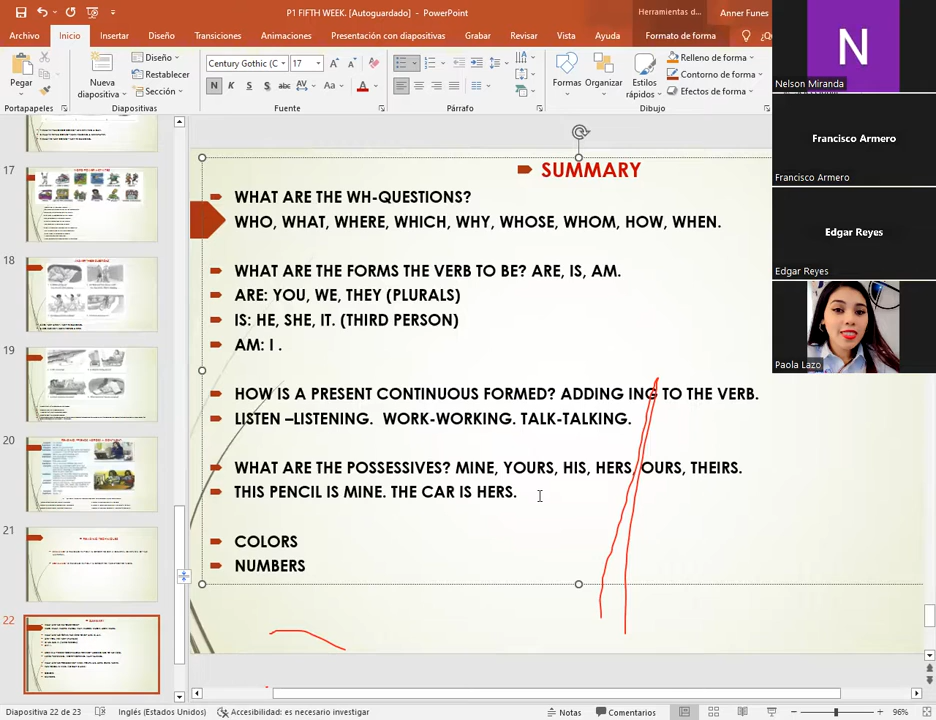 P1 FIFTH WEEK. [Autoguardado] - PowerPoint
Herramientas d...
Anner Funes
Archivo Inicio Insertar Diseño Transiciones Animaciones Presentación con diapositivas Grabar Revisar Vista Ayuda Formato de forma
Pegar
Nueva diapositiva
Diseño
Restablecer
Sección
Century Gothic (C
17
N K S abc AV Aa A
Formas
Organizar
Estilos rápidos
Relleno de forma
Contorno de forma
Efectos de forma
Portapapeles
Diapositivas
Fuente
Párrafo
Dibujo
17
18
19
20
21
22
SUMMARY
WHAT ARE THE WH-QUESTIONS?
WHO, WHAT, WHERE, WHICH, WHY, WHOSE, WHOM, HOW, WHEN.
WHAT ARE THE FORMS THE VERB TO BE? ARE, IS, AM.
ARE: YOU, WE, THEY (PLURALS)
IS: HE, SHE, IT. (THIRD PERSON)
AM: I .
HOW IS A PRESENT CONTINUOUS FORMED? ADDING ING TO THE VERB.
LISTEN –LISTENING. WORK-WORKING. TALK-TALKING.
WHAT ARE THE POSSESSIVES? MINE, YOURS, HIS, HERS, OURS, THEIRS.
THIS PENCIL IS MINE. THE CAR IS HERS.
COLORS
NUMBERS
N
Nelson Miranda
Francisco Armero
Francisco Armero
Edgar Reyes
Edgar Reyes
Paola Lazo
Diapositiva 22 de 23
Inglés (Estados Unidos)
Accesibilidad: es necesario investigar
Notas
Comentarios
96%